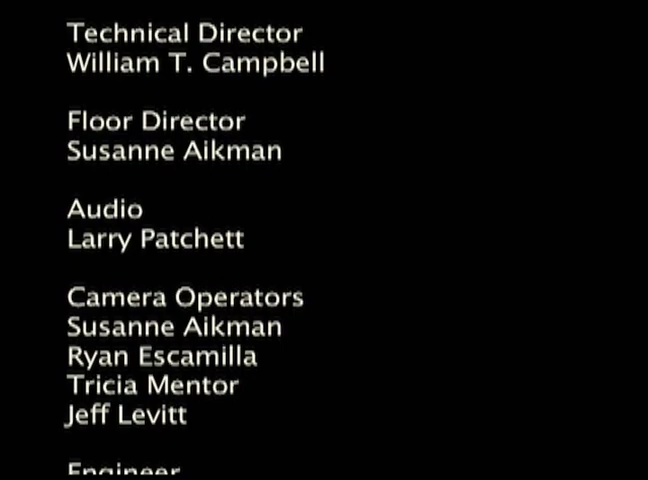 Technical Director
William T. Campbell
Floor Director
Susanne Aikman
Audio
Larry Patchett
Camera Operators
Susanne Aikman
Ryan Escamilla
Tricia Mentor
Jeff Levitt
Engineer